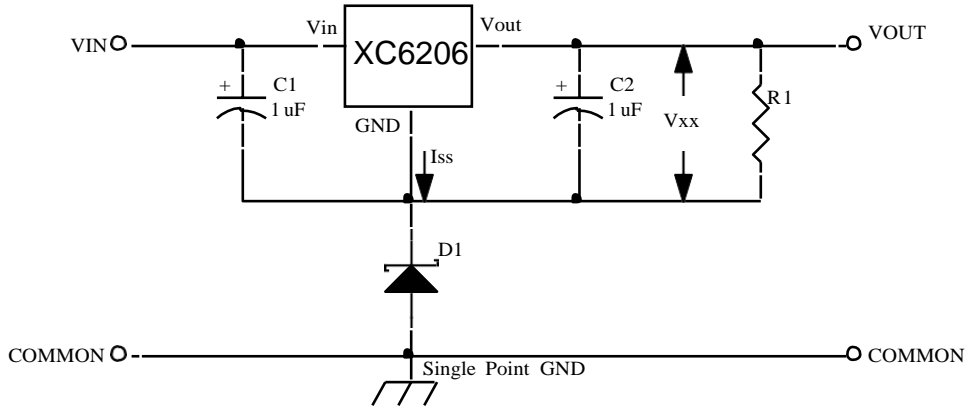 Vin
Vout
VIN
XC6206
VOUT
+
C1
1 uF
+
C2
1 uF
R1
Vxx
GND
Iss
D1
COMMON
COMMON
Single Point GND